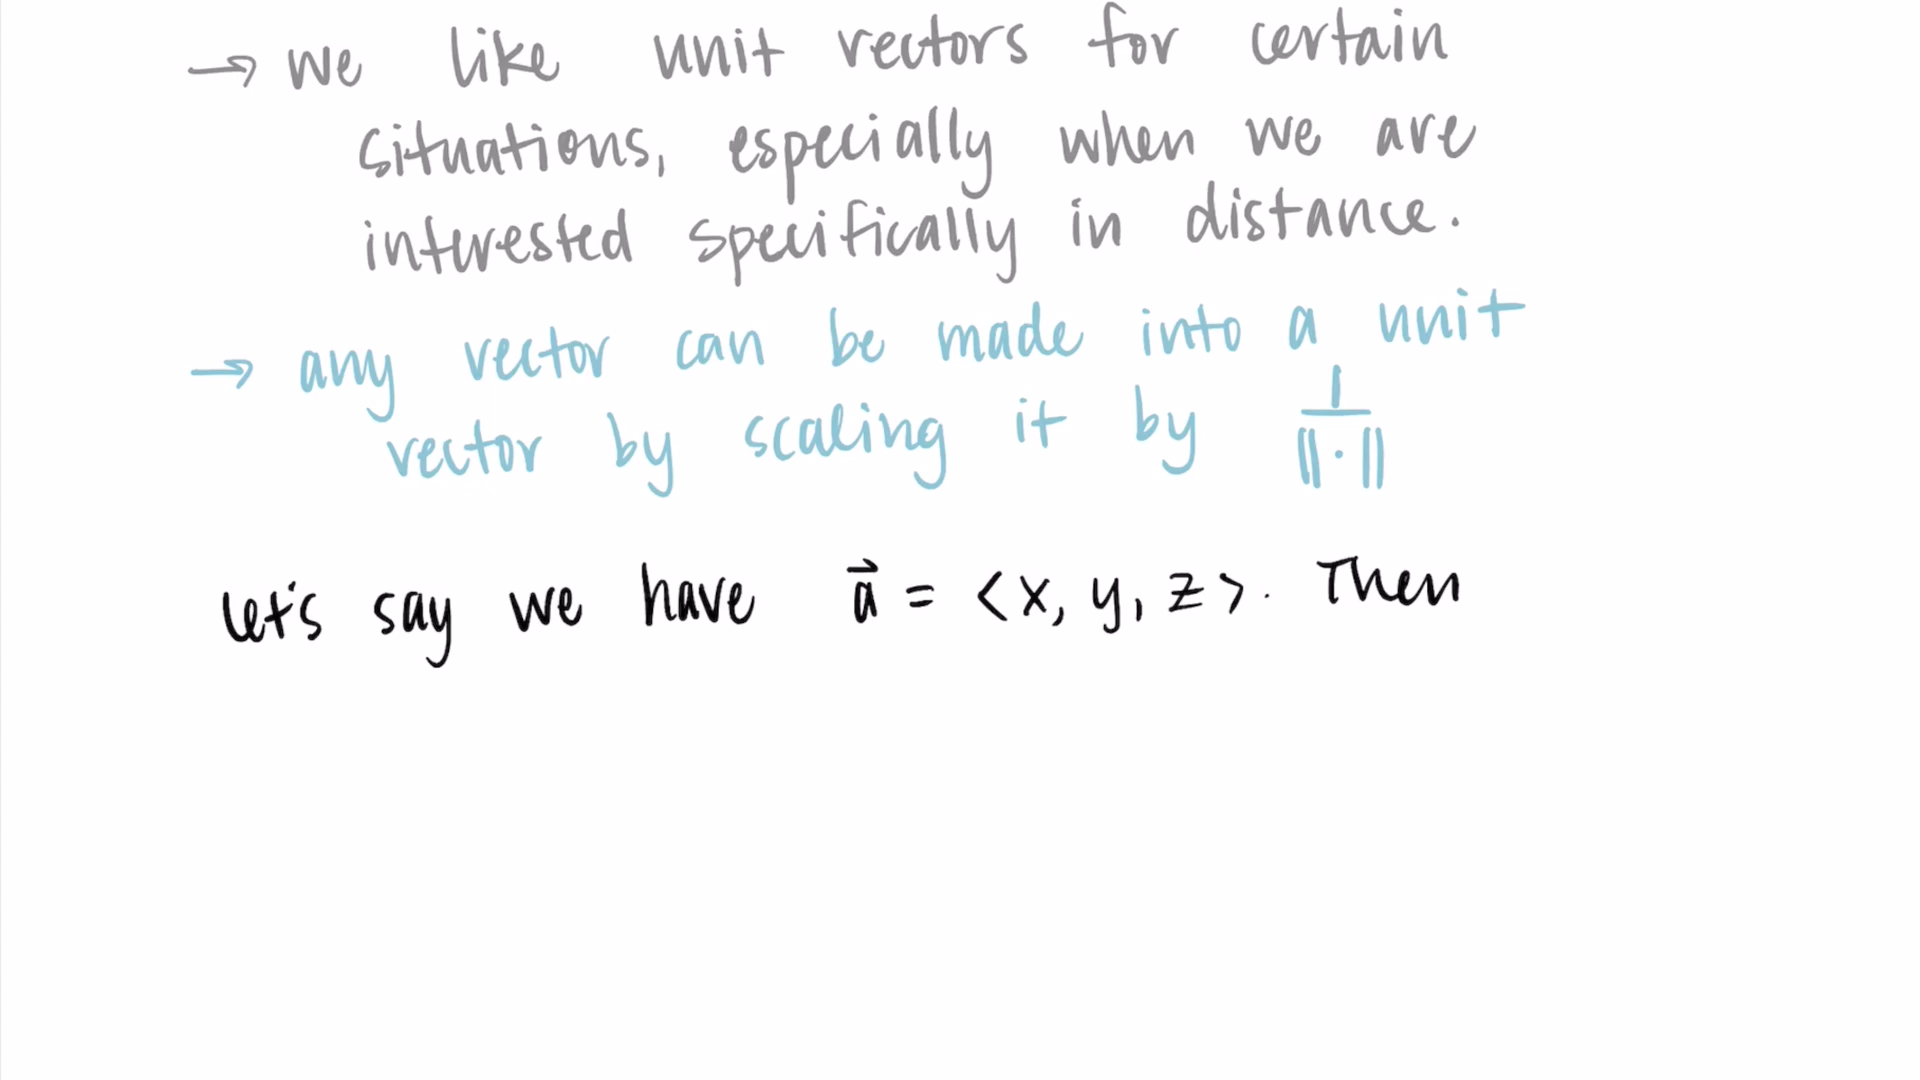 → we like unit vectors for certain
situations, especially when we are
interested specifically in distance.
→ any vector can be made into a unit
vector by scaling it by 1/||·||
let's say we have a⃗ = <x, y, z>. Then